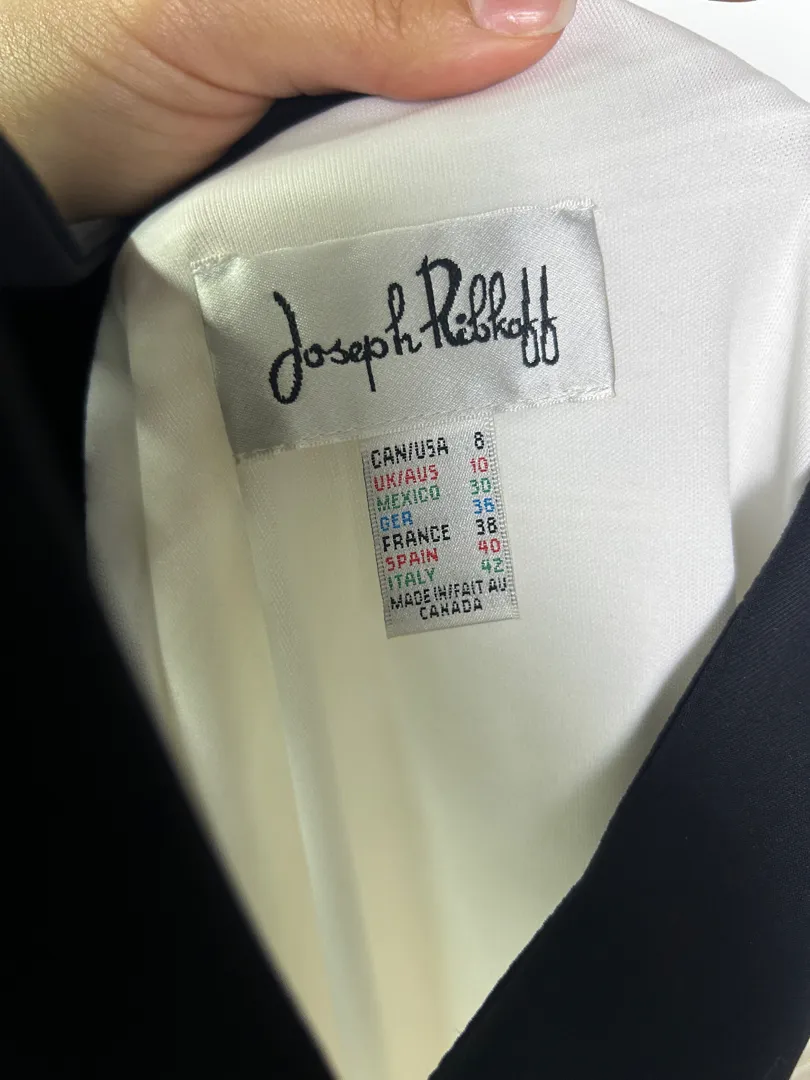 Joseph Ribkoff
CAN/USA 8
UK/AUS 10
MEXICO 30
GER 36
FRANCE 38
SPAIN 40
ITALY 42
MADE IN/FAIT AU
CANADA